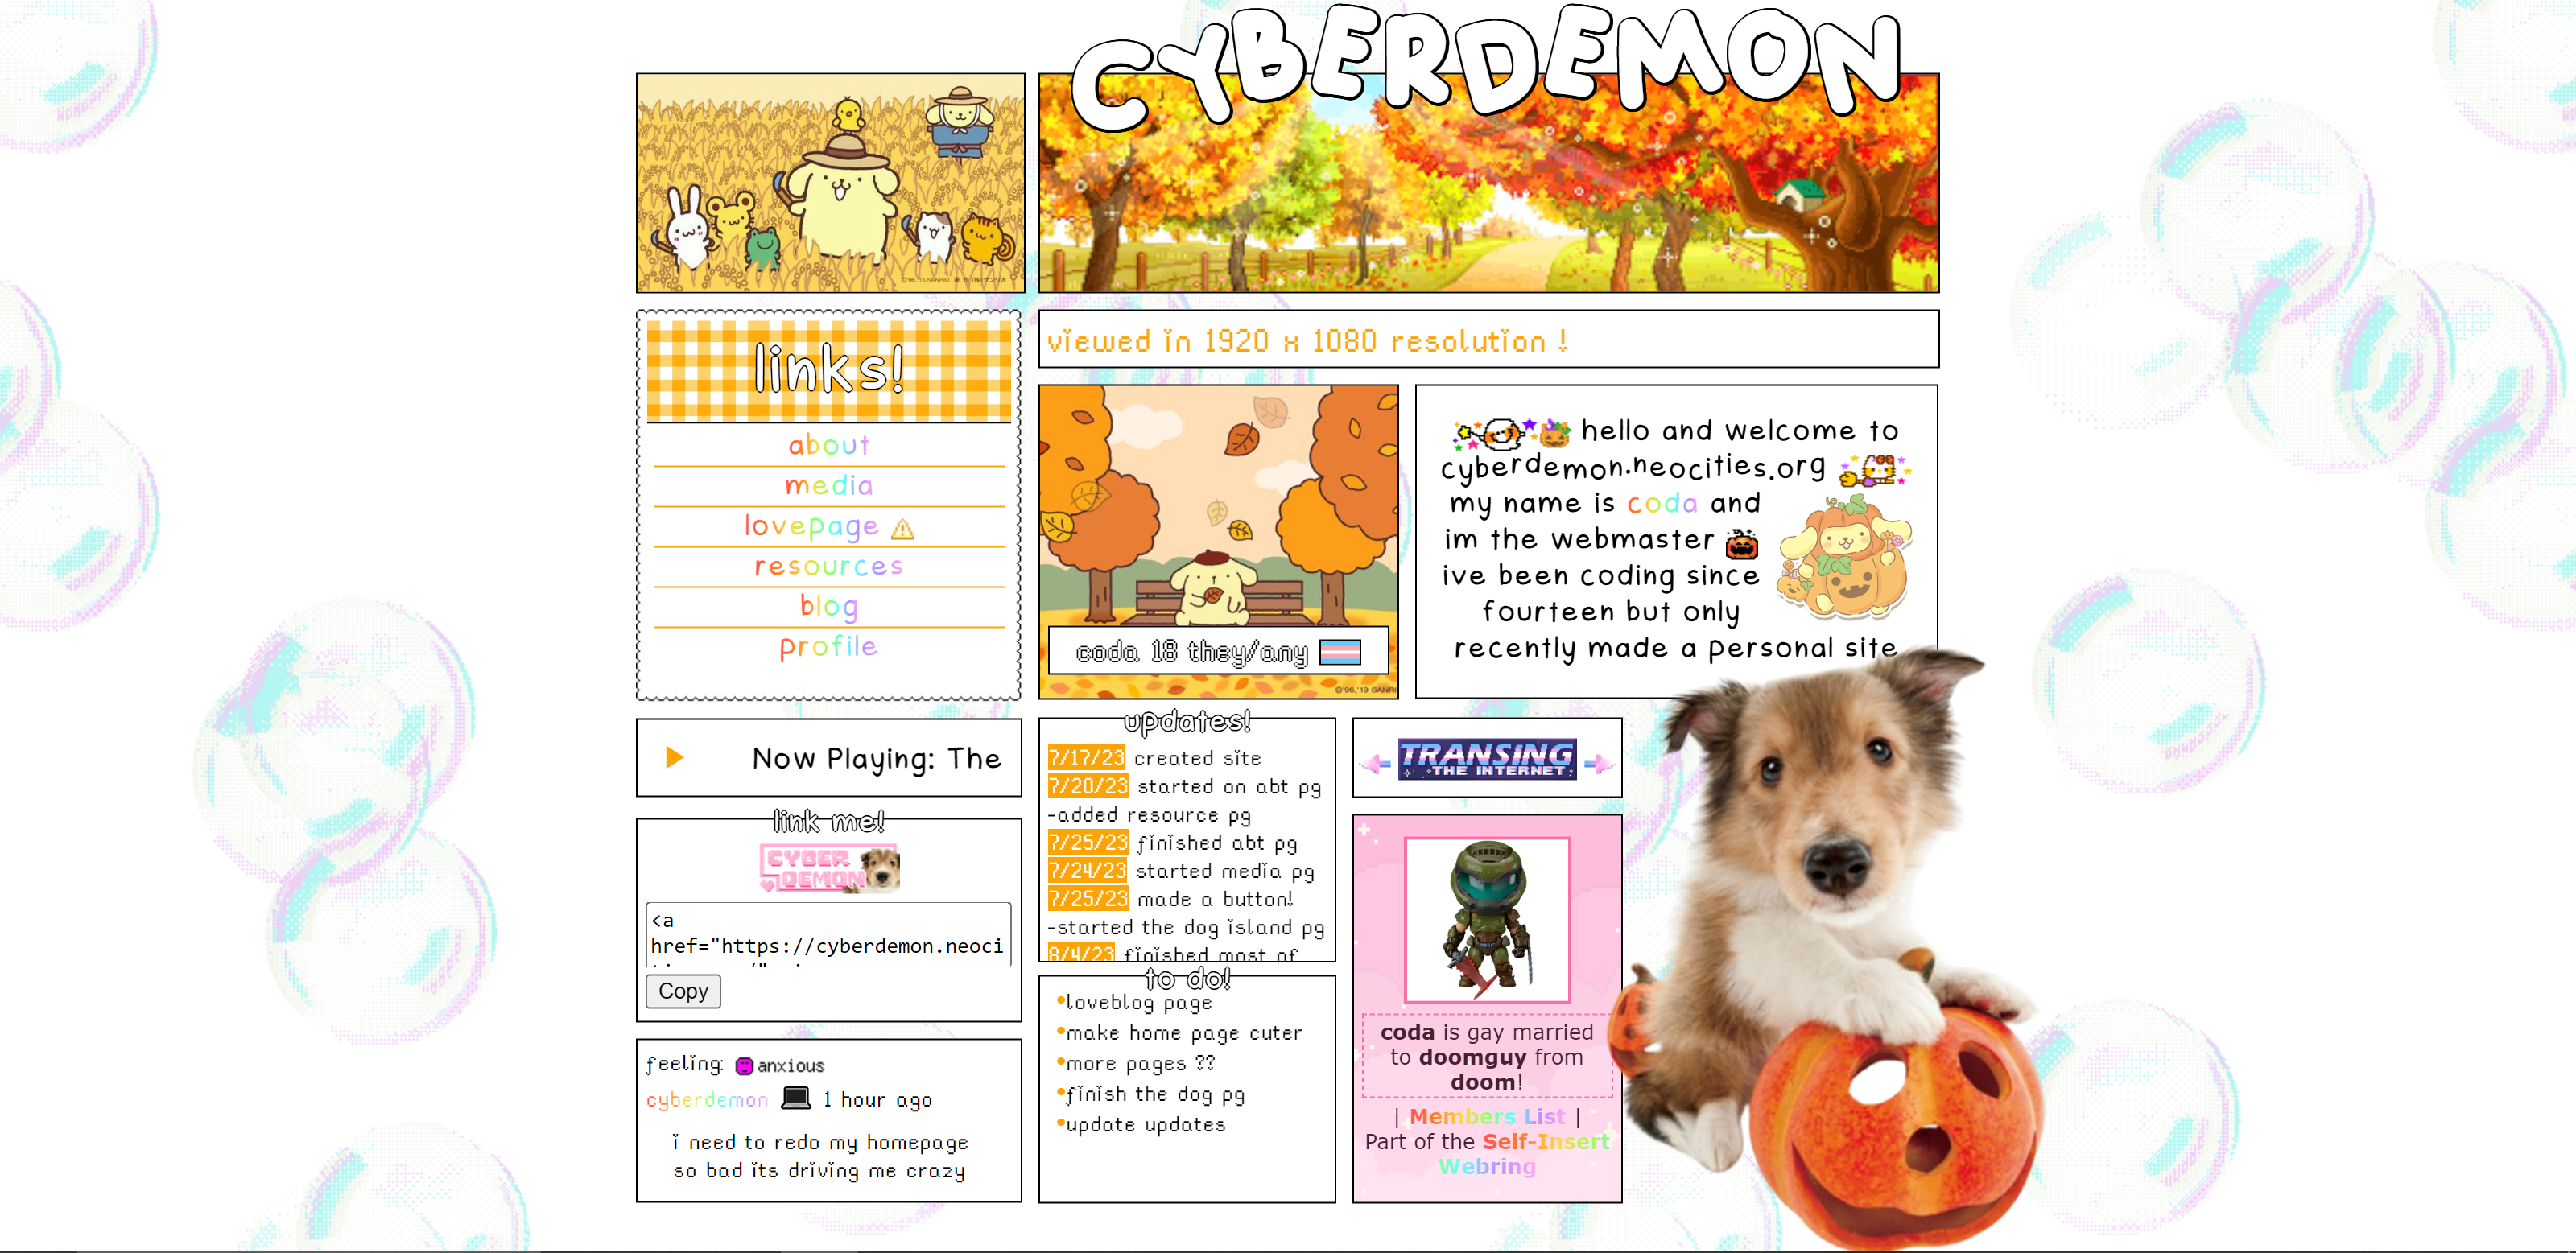 CYBERDEMON
©'96,'15 SANRIO
links!
about
media
lovepage
resources
blog
profile
viewed in 1920 x 1080 resolution !
coda 18 they/any
©'96,'19 SANRI
hello and welcome to
cyberdemon.neocities.org
my name is coda and
im the webmaster
ive been coding since
fourteen but only
recently made a personal site
Now Playing: The
link me!
CYBER
DEMON
<a
href="https://cyberdemon.neoci
Copy
feeling: anxious
cyberdemon 1 hour ago
i need to redo my homepage
so bad its driving me crazy
updates!
7/17/23 created site
7/20/23 started on abt pg
-added resource pg
7/25/23 finished abt pg
7/24/23 started media pg
7/25/23 made a button!
-started the dog island pg
8/4/23 finished most of
to do!
•loveblog page
•make home page cuter
•more pages ??
•finish the dog pg
•update updates
TRANSING
THE INTERNET
coda is gay married
to doomguy from
doom!
| Members List |
Part of the Self-Insert
Webring